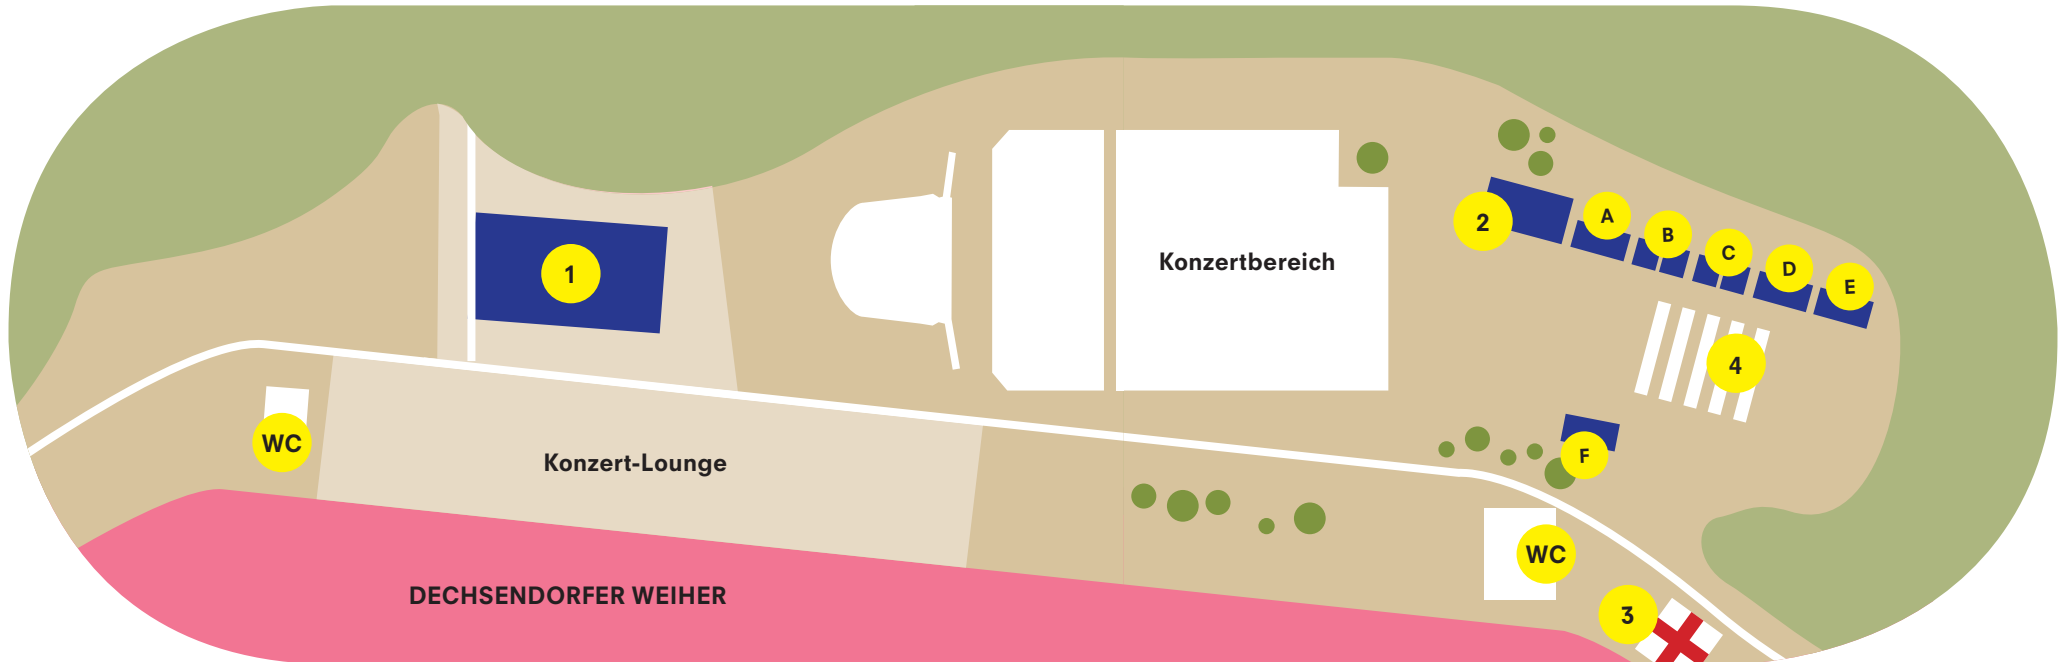 A
2
B
C
Konzertbereich
D
1
E
4
WC
F
Konzert-Lounge
WC
DECHSENDORFER WEIHER
3